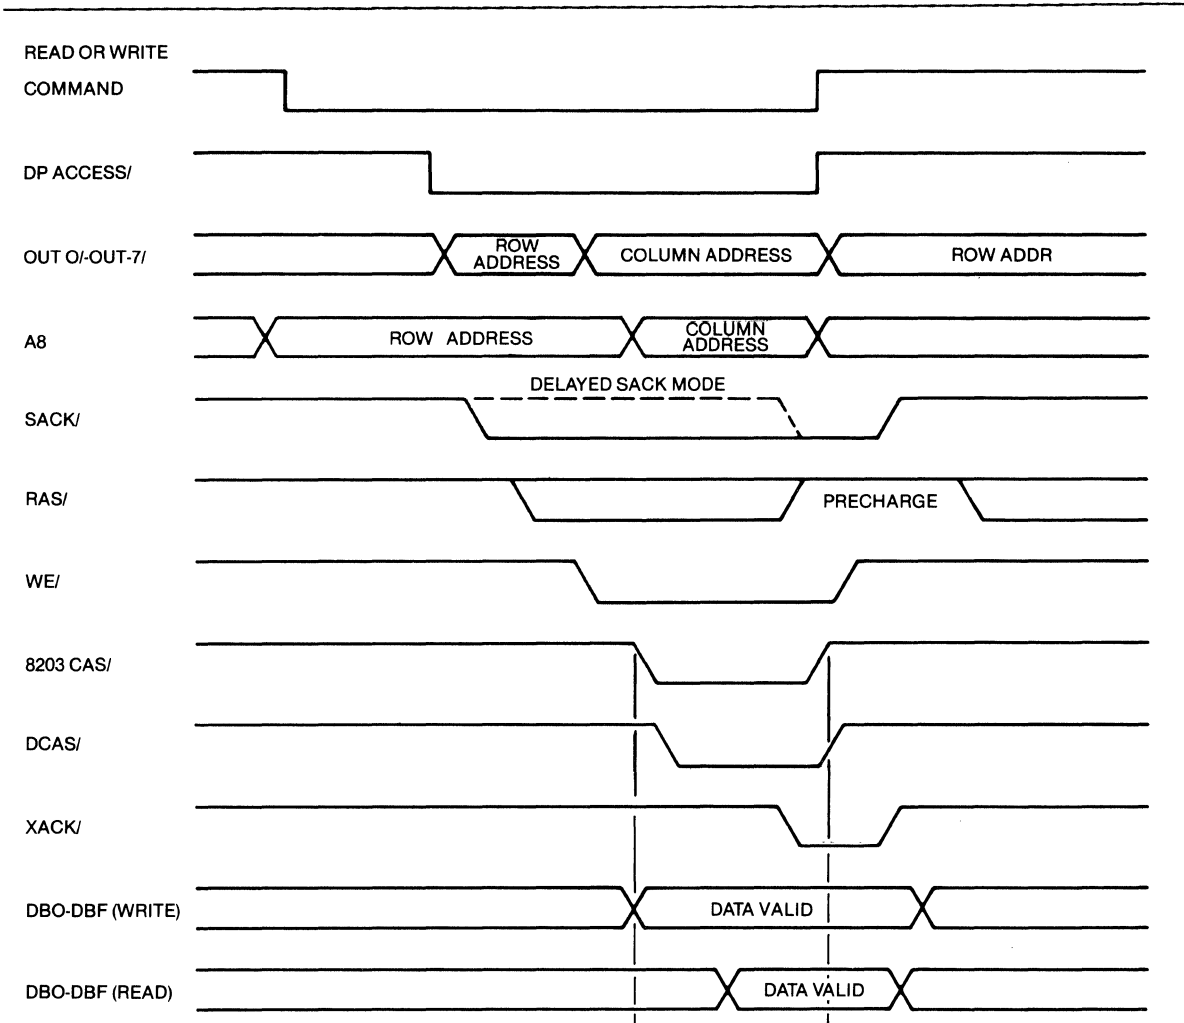 READ OR WRITE
COMMAND
DP ACCESS/
OUT O/-OUT-7/
ROW
ADDRESS
COLUMN ADDRESS
ROW ADDR
A8
ROW ADDRESS
COLUMN
ADDRESS
DELAYED SACK MODE
SACK/
RAS/
PRECHARGE
WE/
8203 CAS/
DCAS/
XACK/
DBO-DBF (WRITE)
DATA VALID
DBO-DBF (READ)
DATA VALID